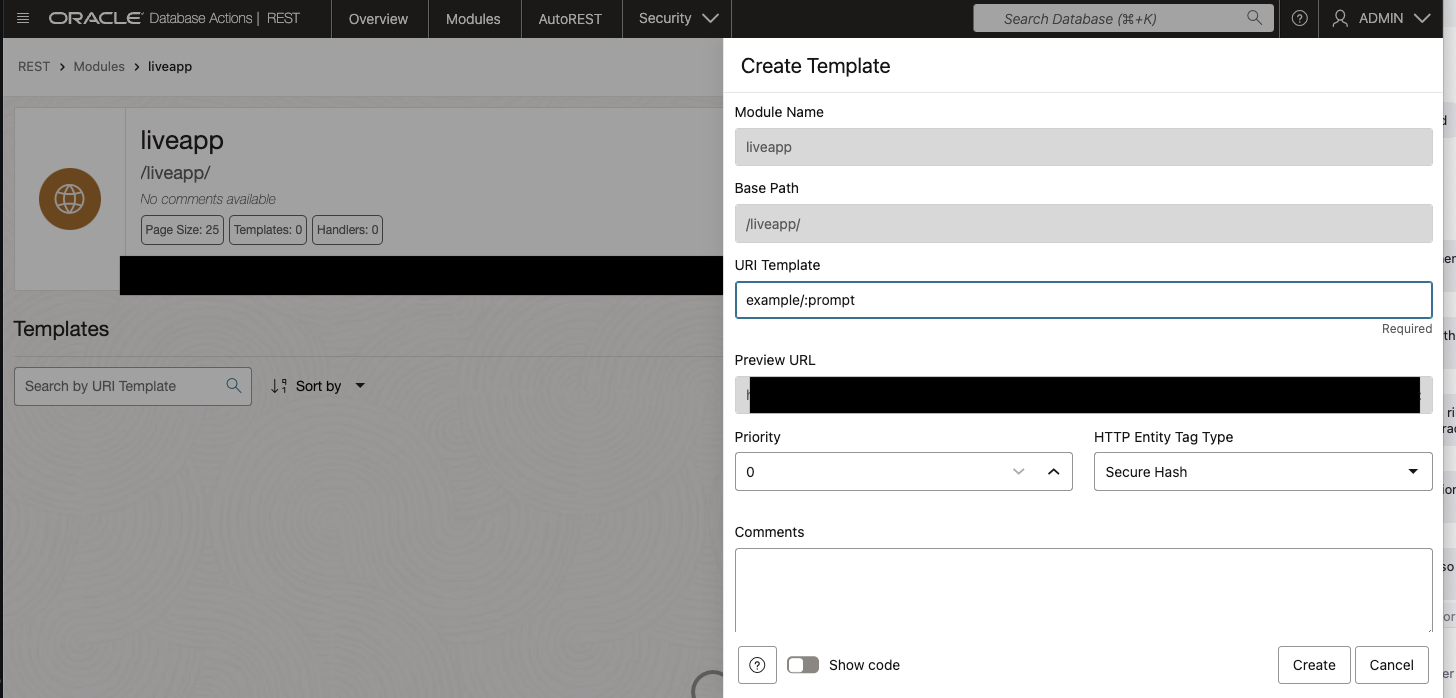 ORACLE Database Actions | REST
Overview
Modules
AutoREST
Security
Search Database (⌘+K)
ADMIN
REST > Modules > liveapp
liveapp
/liveapp/
No comments available
Page Size: 25 Templates: 0 Handlers: 0
Templates
Search by URI Template
Sort by
Create Template
Module Name
liveapp
Base Path
/liveapp/
URI Template
example/:prompt
Required
Preview URL
Priority
0
HTTP Entity Tag Type
Secure Hash
Comments
Show code
Create
Cancel